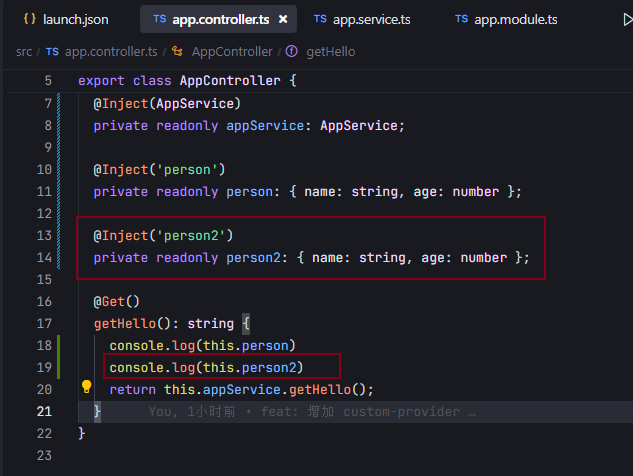 { } launch.json TS app.controller.ts × TS app.service.ts TS app.module.ts
src / TS app.controller.ts / AppController / getHello
5 export class AppController {
7 @Inject(AppService)
8 private readonly appService: AppService;
9
10 @Inject('person')
11 private readonly person: { name: string, age: number };
12
13 @Inject('person2')
14 private readonly person2: { name: string, age: number };
15
16 @Get()
17 getHello(): string {
18 console.log(this.person)
19 console.log(this.person2)
20 return this.appService.getHello();
21 } You, 1小时前 • feat: 增加 custom-provider …
22 }
23